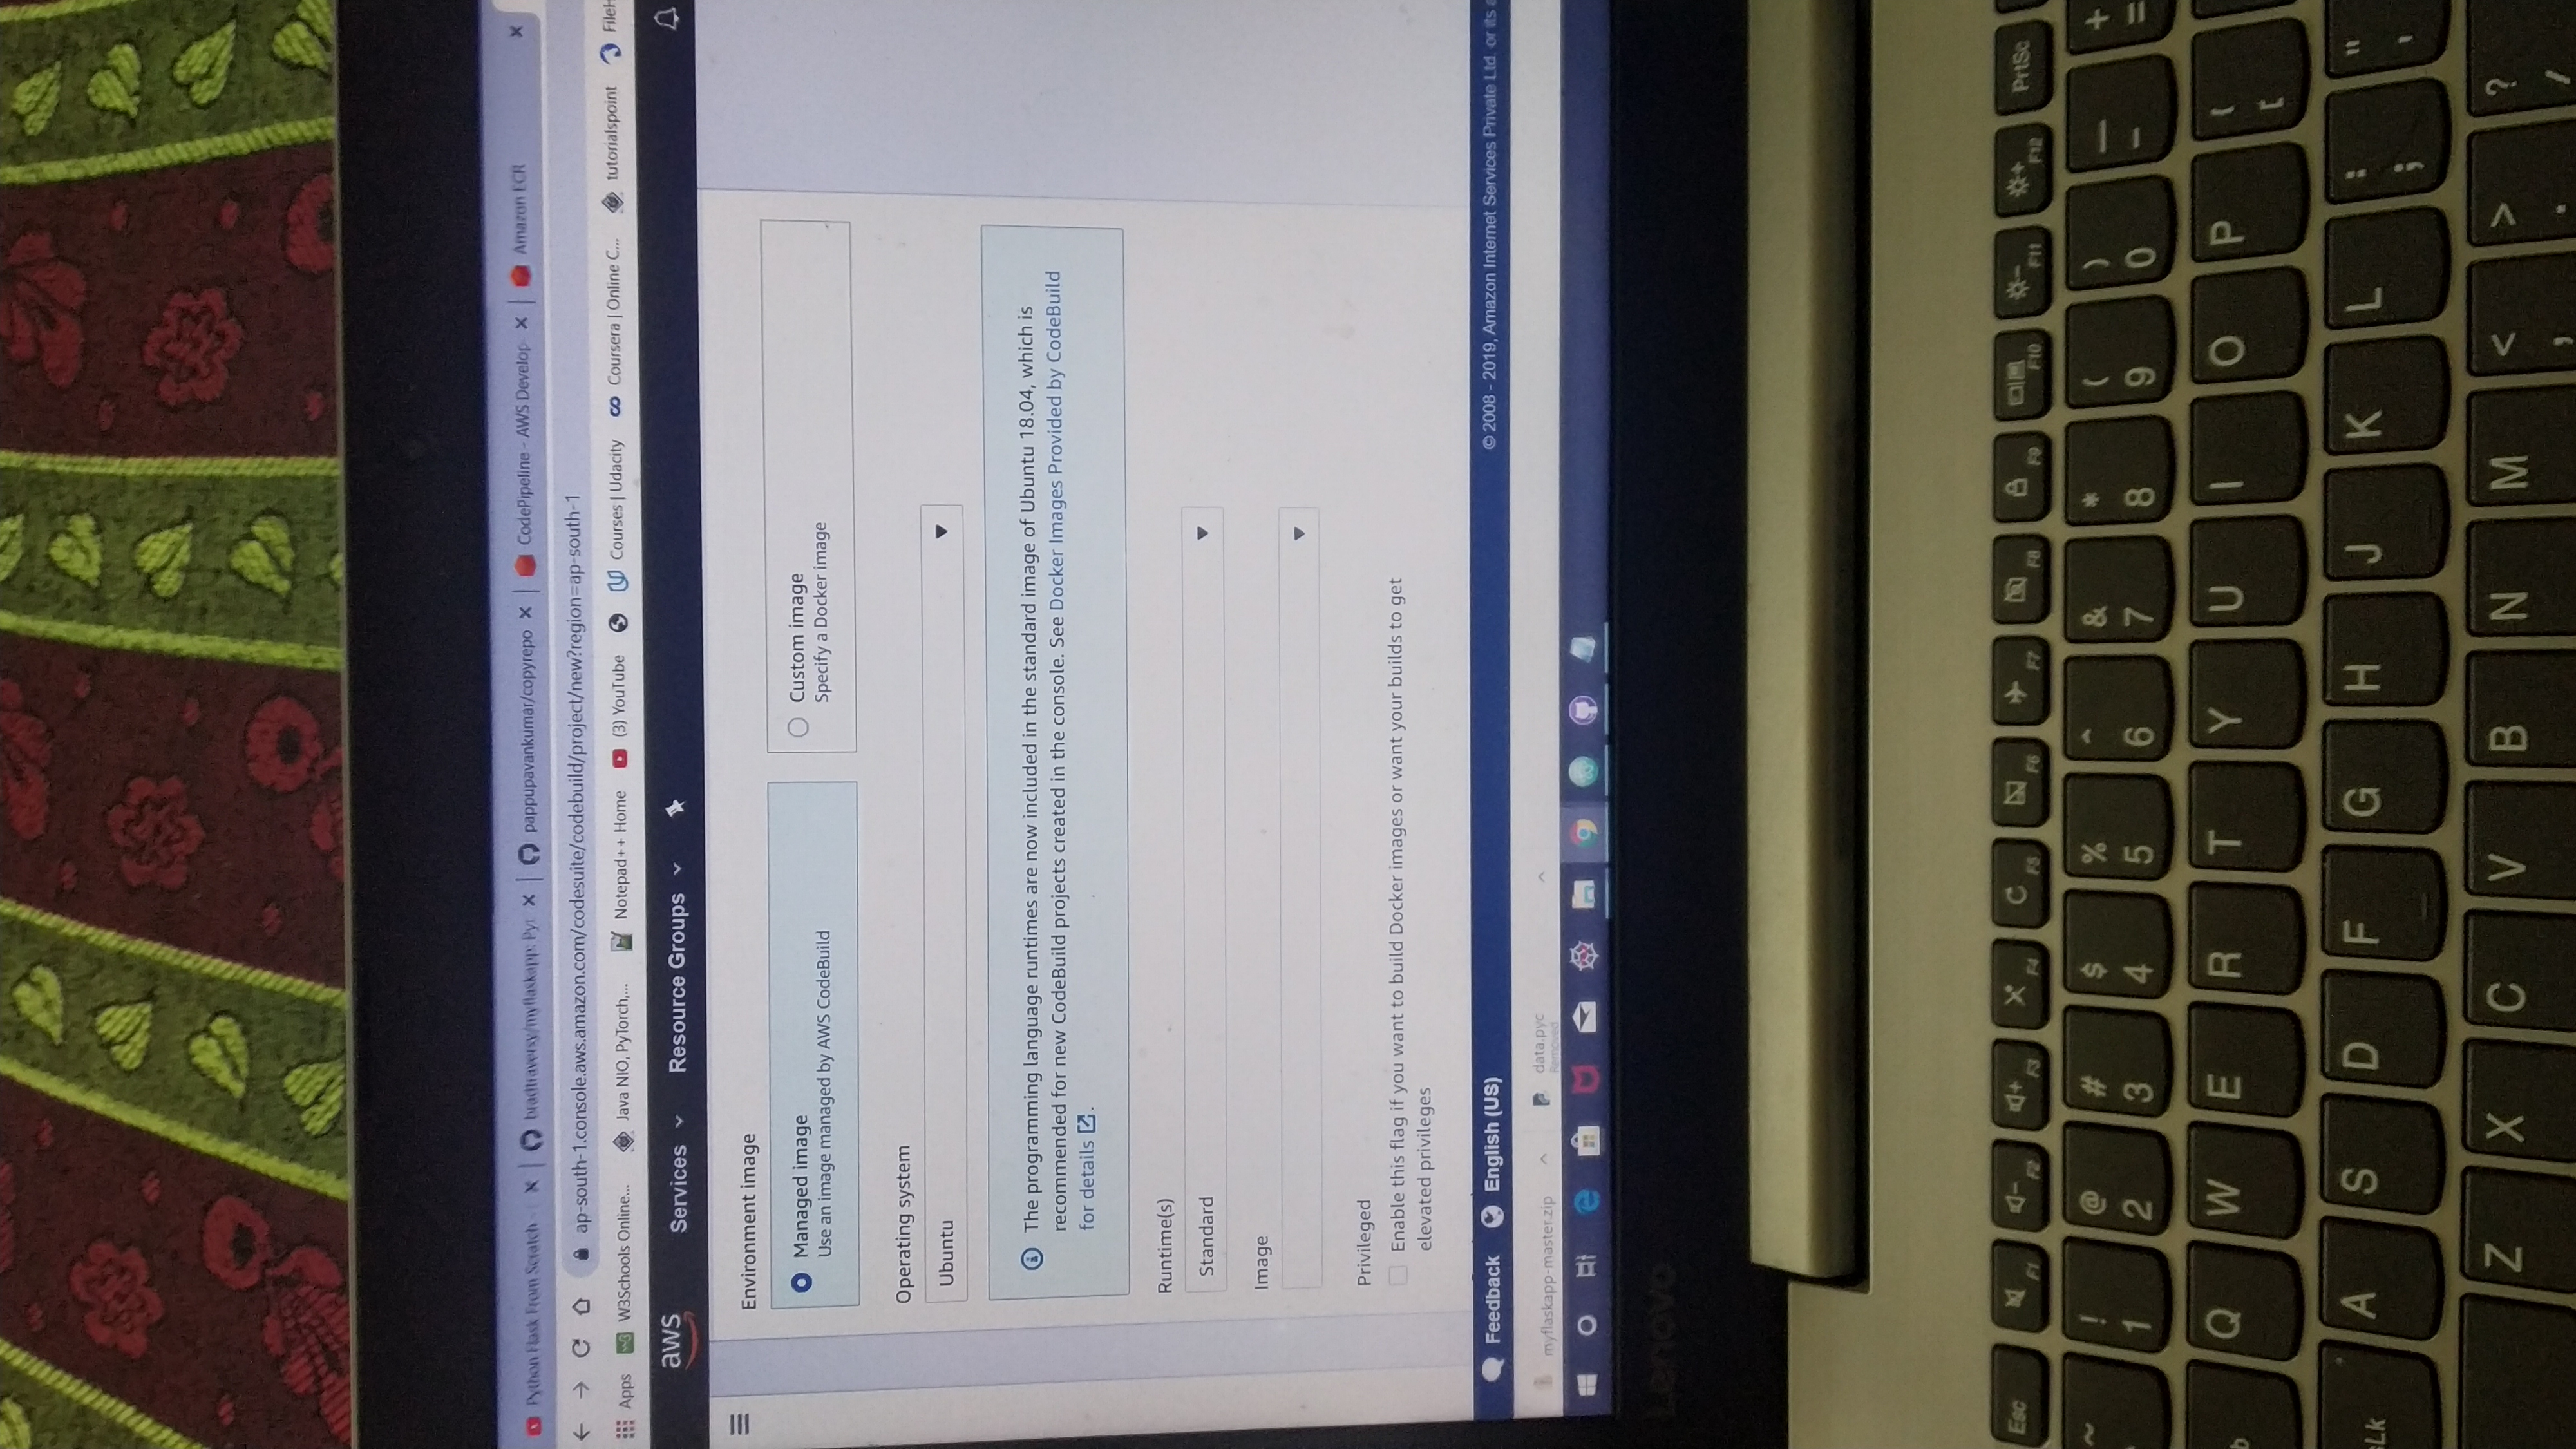 Python Flask From Scratch
bradtraversy/myflaskapp: Pyt
pappupavankumar/copyrepo
CodePipeline - AWS Develop
Amazon ECR
ap-south-1.console.aws.amazon.com/codesuite/codebuild/project/new?region=ap-south-1
Apps
W3Schools Online...
Java NIO, PyTorch,...
Notepad++ Home
(3) YouTube
Courses | Udacity
Coursera | Online C...
tutorialspoint
FileH
aws
Services
Resource Groups
Environment image
Managed image
Use an image managed by AWS CodeBuild
Custom image
Specify a Docker image
Operating system
Ubuntu
The programming language runtimes are now included in the standard image of Ubuntu 18.04, which is
recommended for new CodeBuild projects created in the console. See Docker Images Provided by CodeBuild
for details.
Runtime(s)
Standard
Image
Privileged
Enable this flag if you want to build Docker images or want your builds to get
elevated privileges
Feedback
English (US)
© 2008 - 2019, Amazon Internet Services Private Ltd. or its a
myflaskapp-master.zip
data.pyc
Removed
Lenovo
Esc F1 F2 F3 F4 F5 F6 F7 F8 F9 F10 F11 F12 PrtSc
~ ! @ # $ % ^ & * ( ) — +
1 2 3 4 5 6 7 8 9 0 - =
b Q W E R T Y U I O P {
[
sLk A S D F G H J K L : "
; '
Z X C V B N M < > ?
, . /